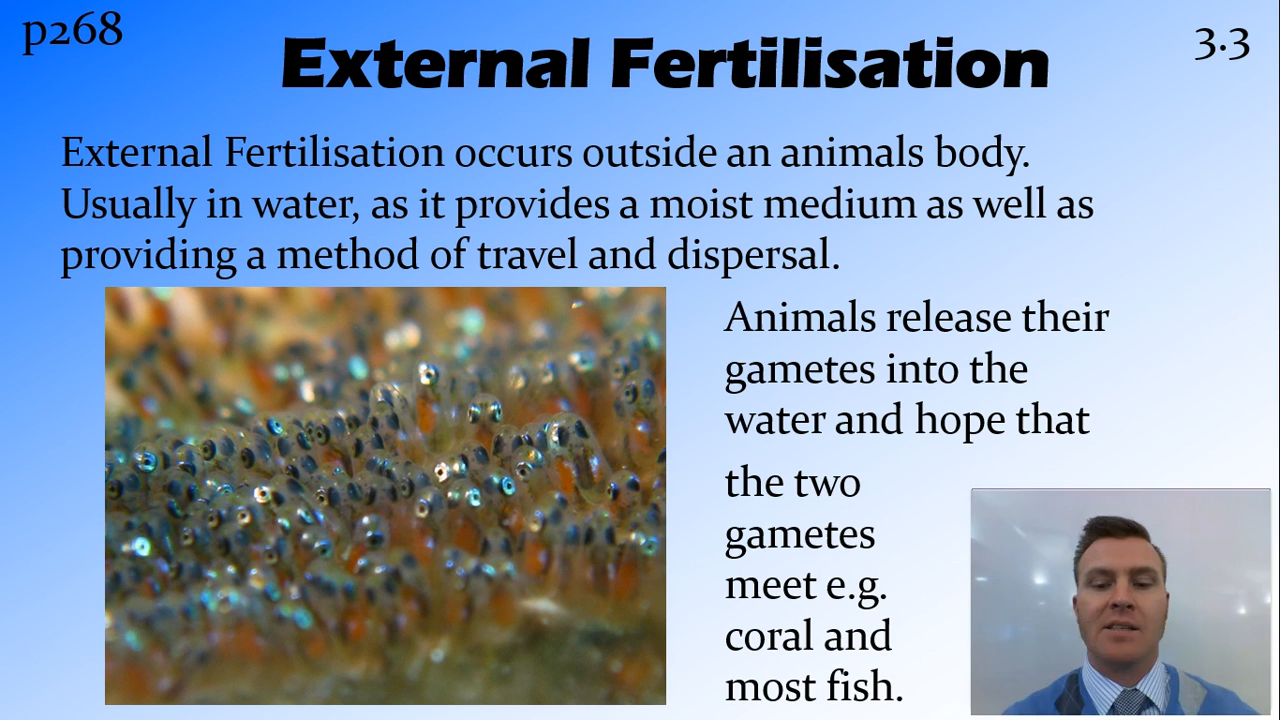 p268
External Fertilisation
3.3
External Fertilisation occurs outside an animals body.
Usually in water, as it provides a moist medium as well as
providing a method of travel and dispersal.
Animals release their
gametes into the
water and hope that
the two
gametes
meet e.g.
coral and
most fish.